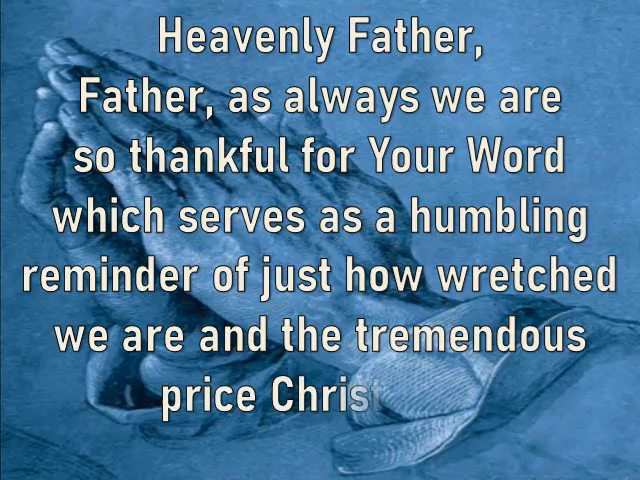 Heavenly Father,
Father, as always we are
so thankful for Your Word
which serves as a humbling
reminder of just how wretched
we are and the tremendous
price Christ